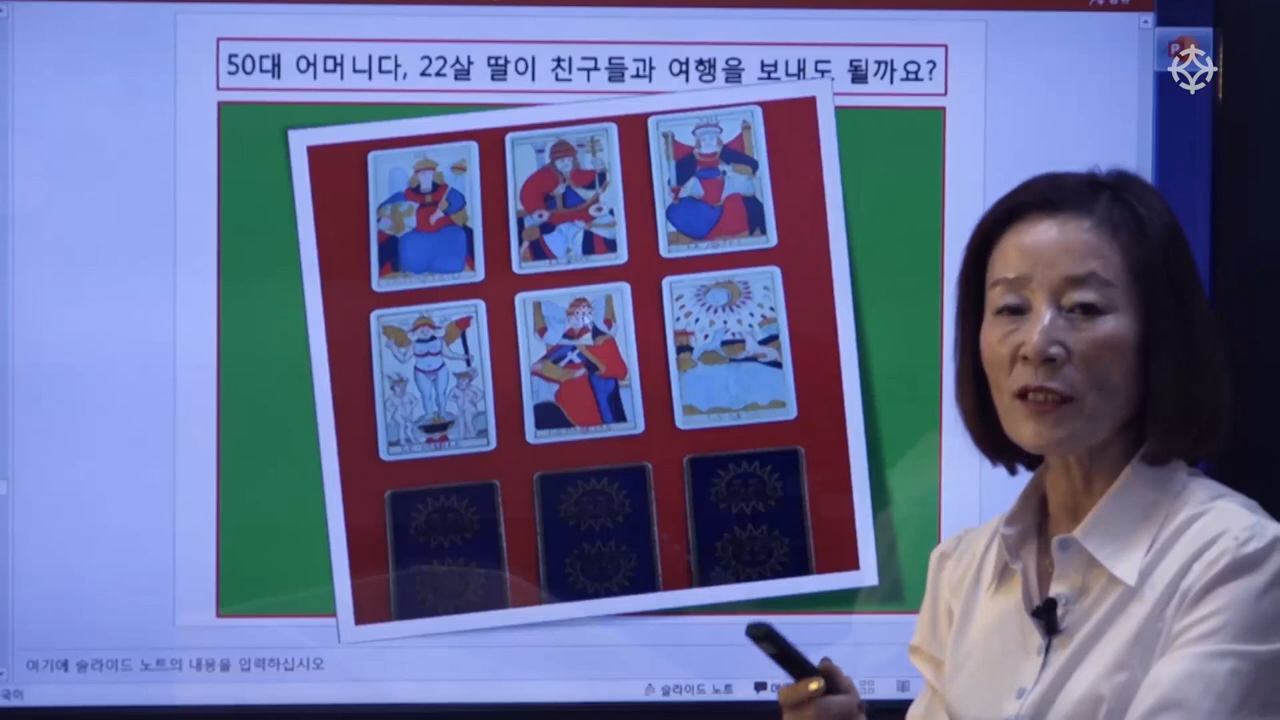 50대 어머니다, 22살 딸이 친구들과 여행을 보내도 될까요?
여기에 슬라이드 노트의 내용을 입력하십시오
슬라이드 노트